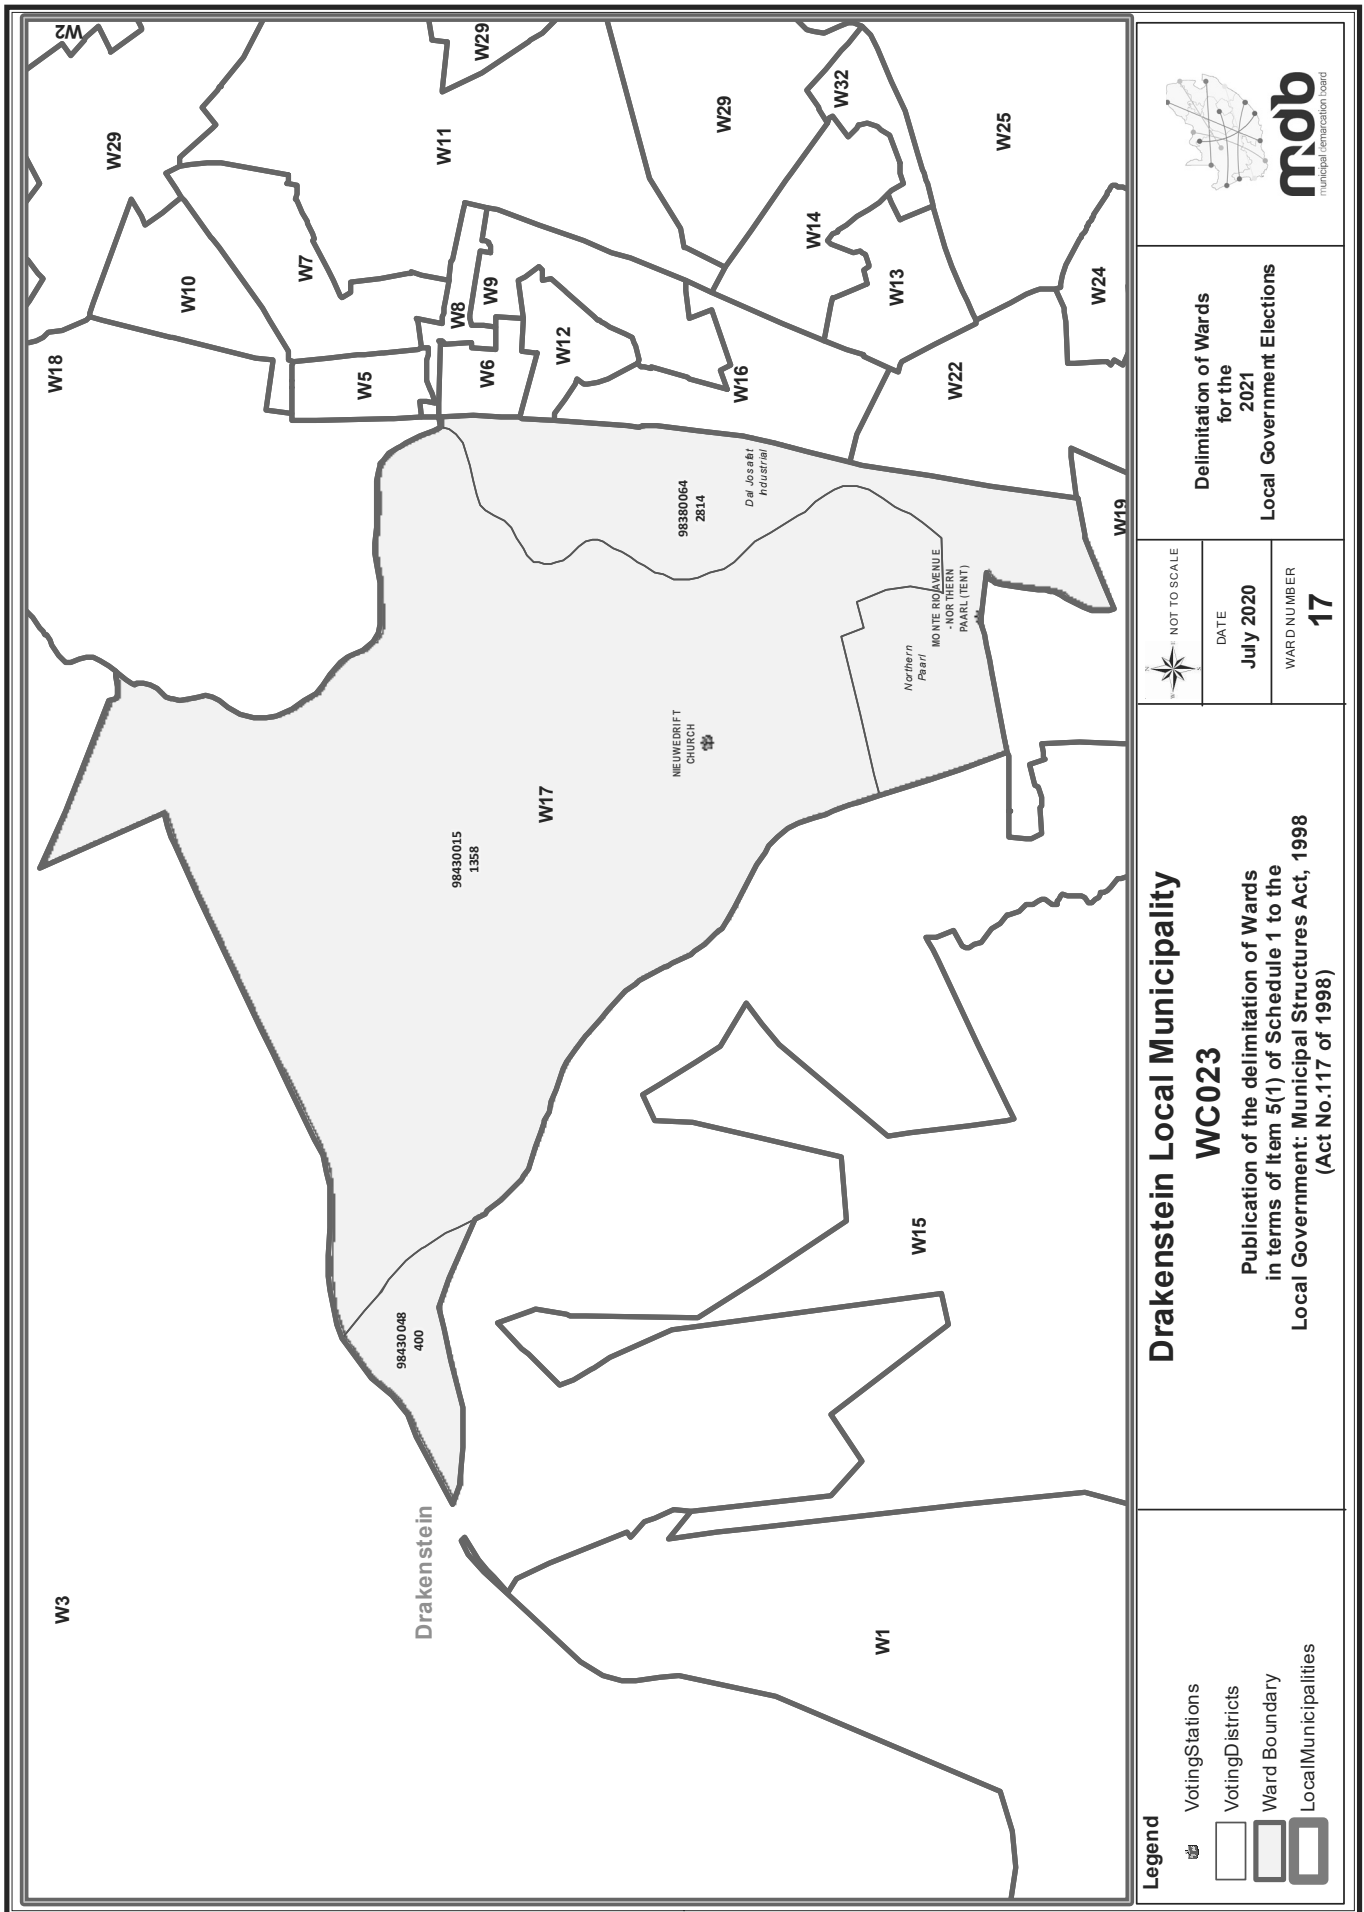 W3
W18
W29
W2
W10
W7
W11
W29
W5
W8
W9
W6
W12
W29
W32
W14
W13
W16
W25
W22
W24
W19
W17
W15
W1
Drakenstein
98430048
400
98430015
1358
98380064
2814
NIEUWEDRIFT
CHURCH
Northern
Paarl
MONTE RIO AVENUE
- NORTHERN
PAARL (TENT)
Dal Josafat
Industrial
Legend
VotingStations
VotingDistricts
Ward Boundary
LocalMunicipalities
Drakenstein Local Municipality
WC023
Publication of the delimitation of Wards
in terms of Item 5(1) of Schedule 1 to the
Local Government: Municipal Structures Act, 1998
(Act No.117 of 1998)
N
E
S
W
NOT TO SCALE
DATE
July 2020
WARD NUMBER
17
Delimitation of Wards
for the
2021
Local Government Elections
mdb
municipal demarcation board